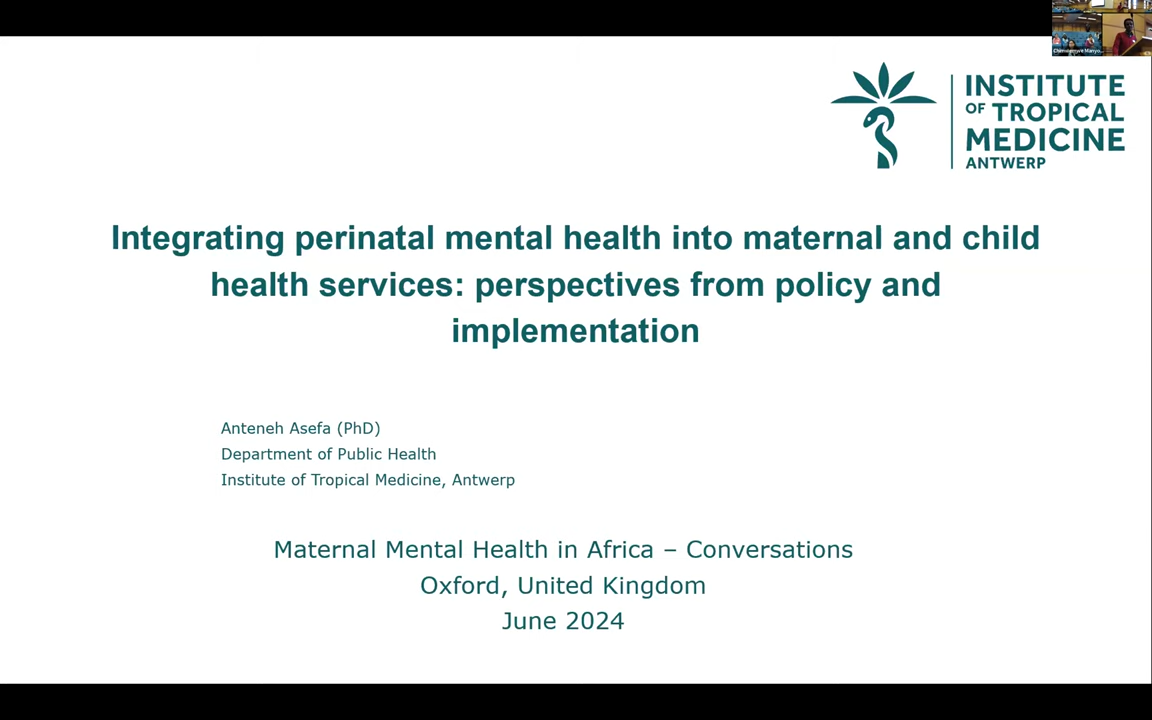 INSTITUTE
OF TROPICAL
MEDICINE
ANTWERP
Integrating perinatal mental health into maternal and child
health services: perspectives from policy and
implementation
Anteneh Asefa (PhD)
Department of Public Health
Institute of Tropical Medicine, Antwerp
Maternal Mental Health in Africa – Conversations
Oxford, United Kingdom
June 2024